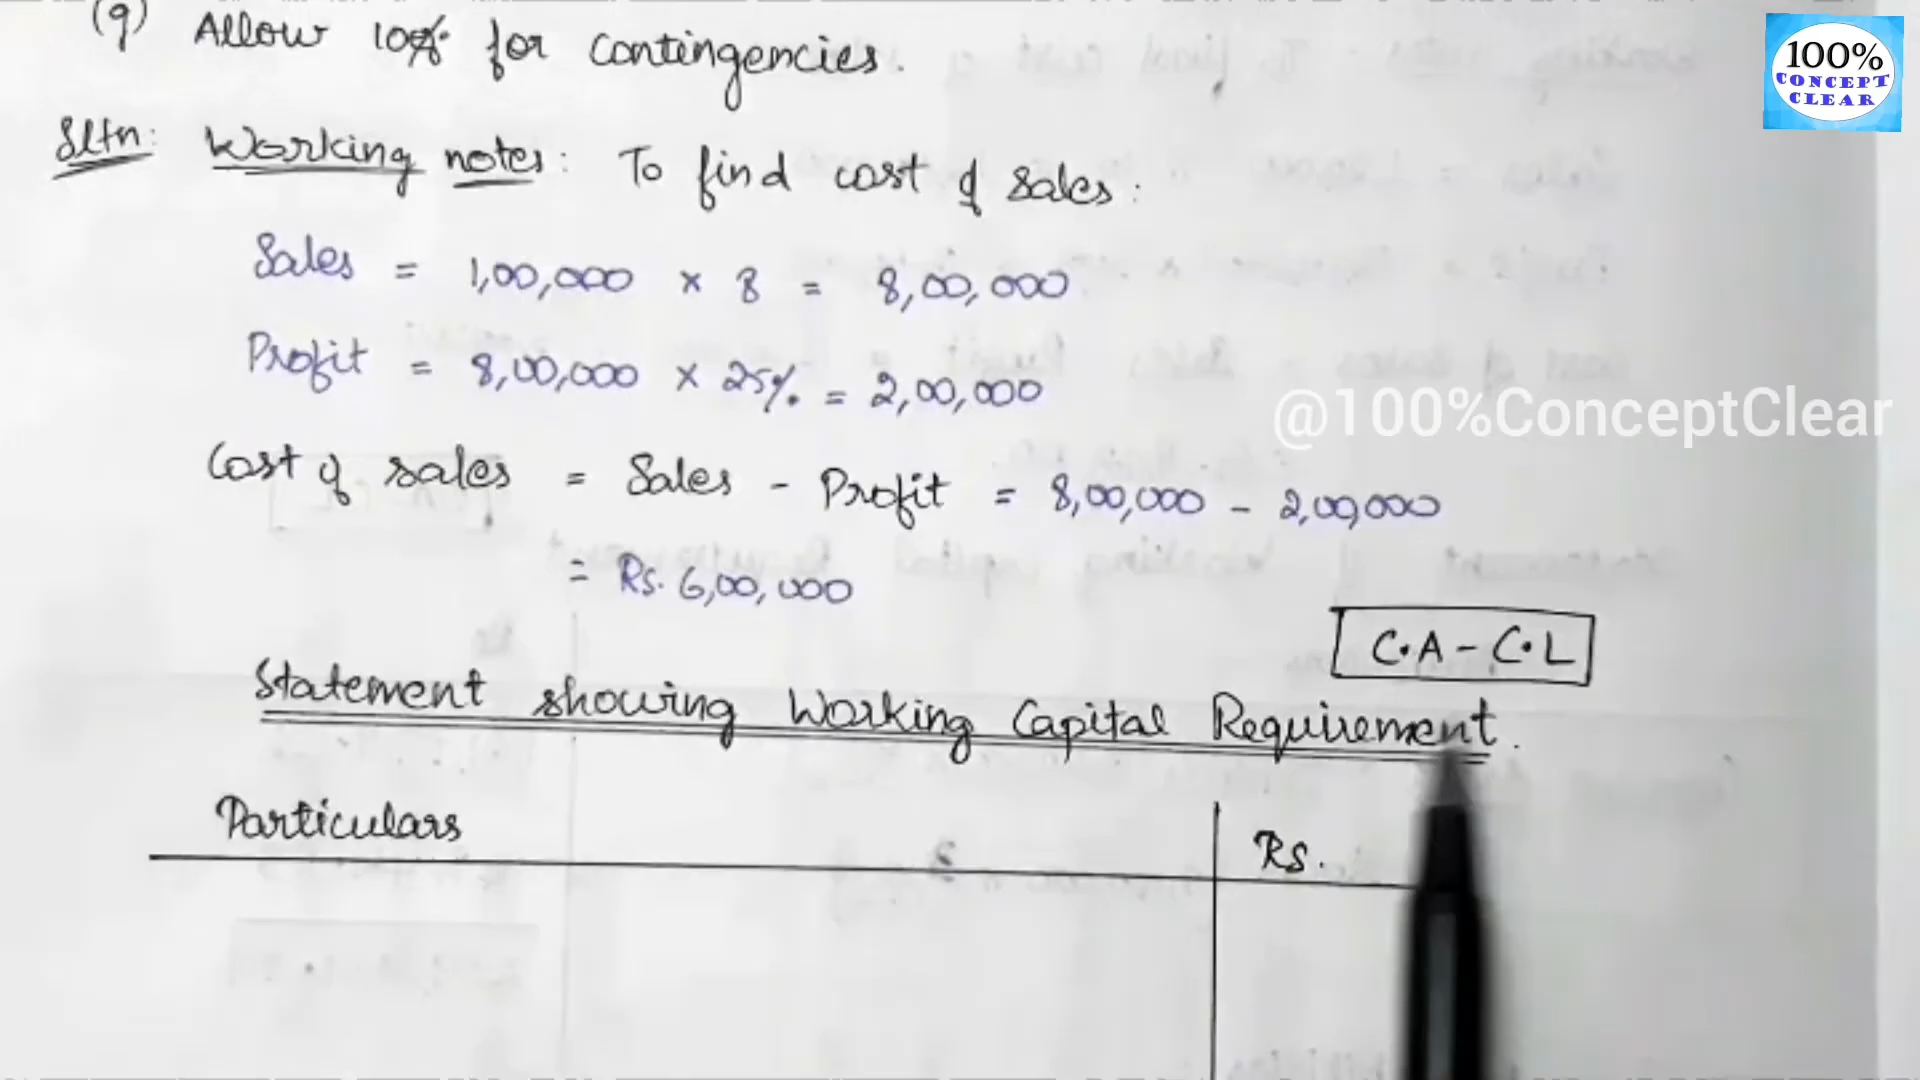 (9) Allow 10% for contingencies.
100%
CONCEPT
CLEAR
Sltn: Working notes: To find cost of sales:
Sales = 1,00,000 × 8 = 8,00,000
Profit = 8,00,000 × 25% = 2,00,000
@100%ConceptClear
Cost of sales = Sales - Profit = 8,00,000 - 2,00,000
= Rs. 6,00,000
C.A - C.L
Statement showing Working Capital Requirement.
Particulars Rs.